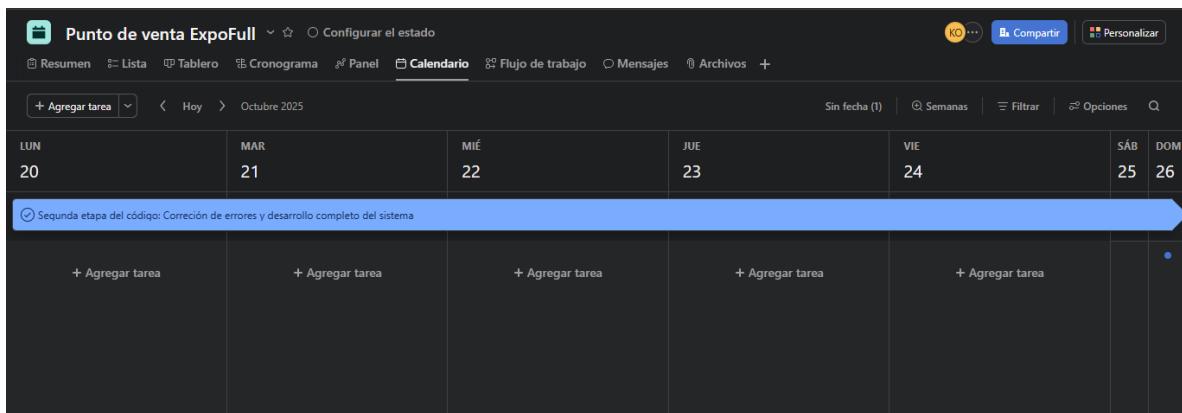 Punto de venta ExpoFull Configurar el estado KO Compartir Personalizar
Resumen Lista Tablero Cronograma Panel Calendario Flujo de trabajo Mensajes Archivos +
+ Agregar tarea < Hoy > Octubre 2025 Sin fecha (1) Semanas Filtrar Opciones
LUN MAR MIÉ JUE VIE SÁB DOM
20 21 22 23 24 25 26
Segunda etapa del código: Correción de errores y desarrollo completo del sistema
+ Agregar tarea + Agregar tarea + Agregar tarea + Agregar tarea + Agregar tarea